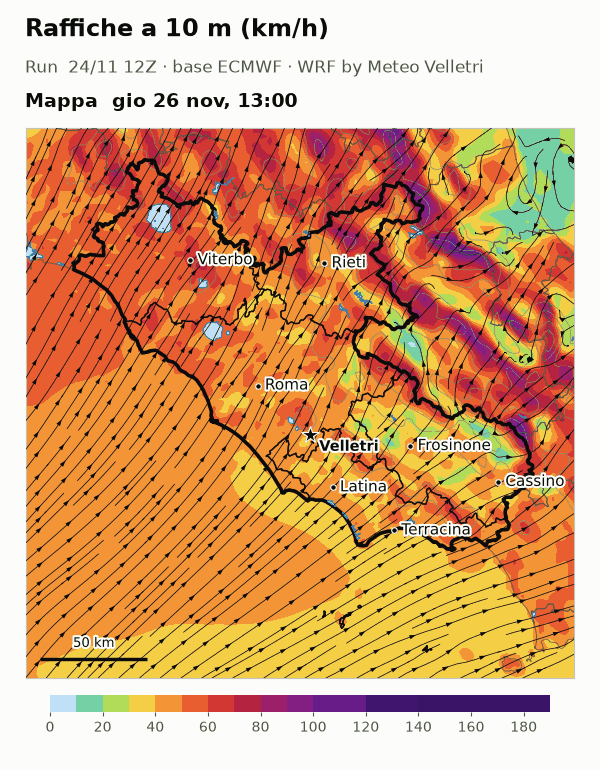 Raffiche a 10 m (km/h)
Run  24/11 12Z · base ECMWF · WRF by Meteo Velletri
Mappa  gio 26 nov, 13:00
Viterbo
Rieti
Roma
Velletri
Frosinone
Cassino
Latina
Terracina
50 km
0 20 40 60 80 100 120 140 160 180